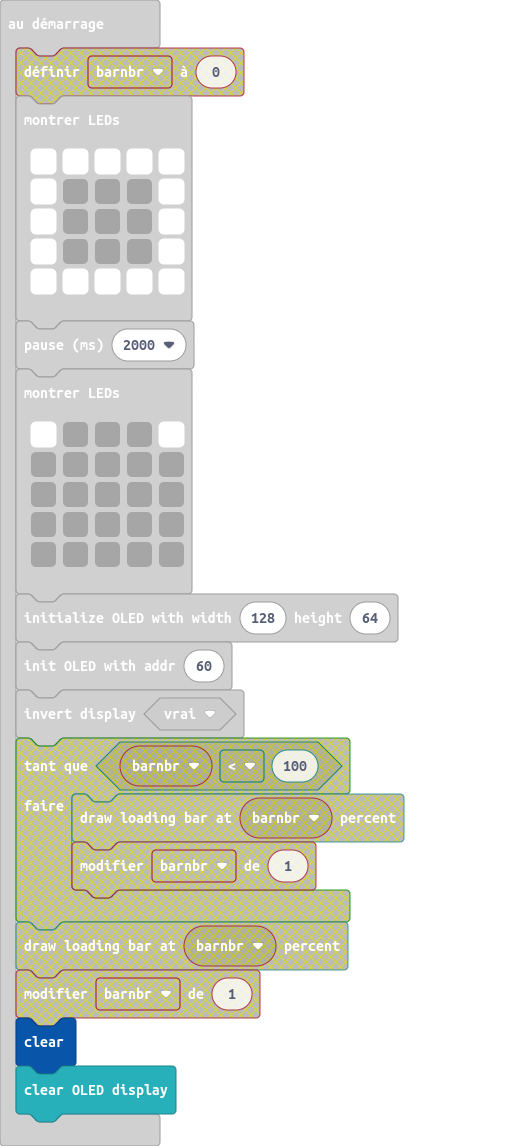 au démarrage
définir barnbr à 0
montrer LEDs
pause (ms) 2000
montrer LEDs
initialize OLED with width 128 height 64
init OLED with addr 60
invert display vrai
tant que barnbr < 100
faire
draw loading bar at barnbr percent
modifier barnbr de 1
draw loading bar at barnbr percent
modifier barnbr de 1
clear
clear OLED display